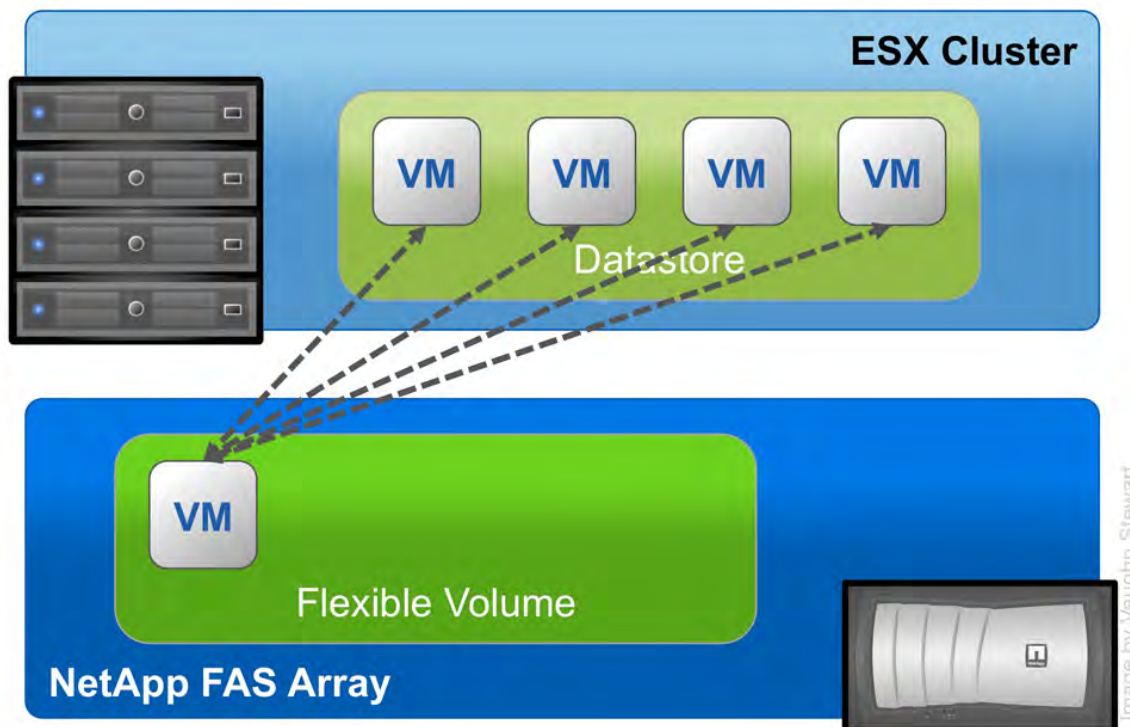 ESX Cluster
VM VM VM VM
Datastore
VM
Flexible Volume
NetApp FAS Array
Image by Vaughn Stewart